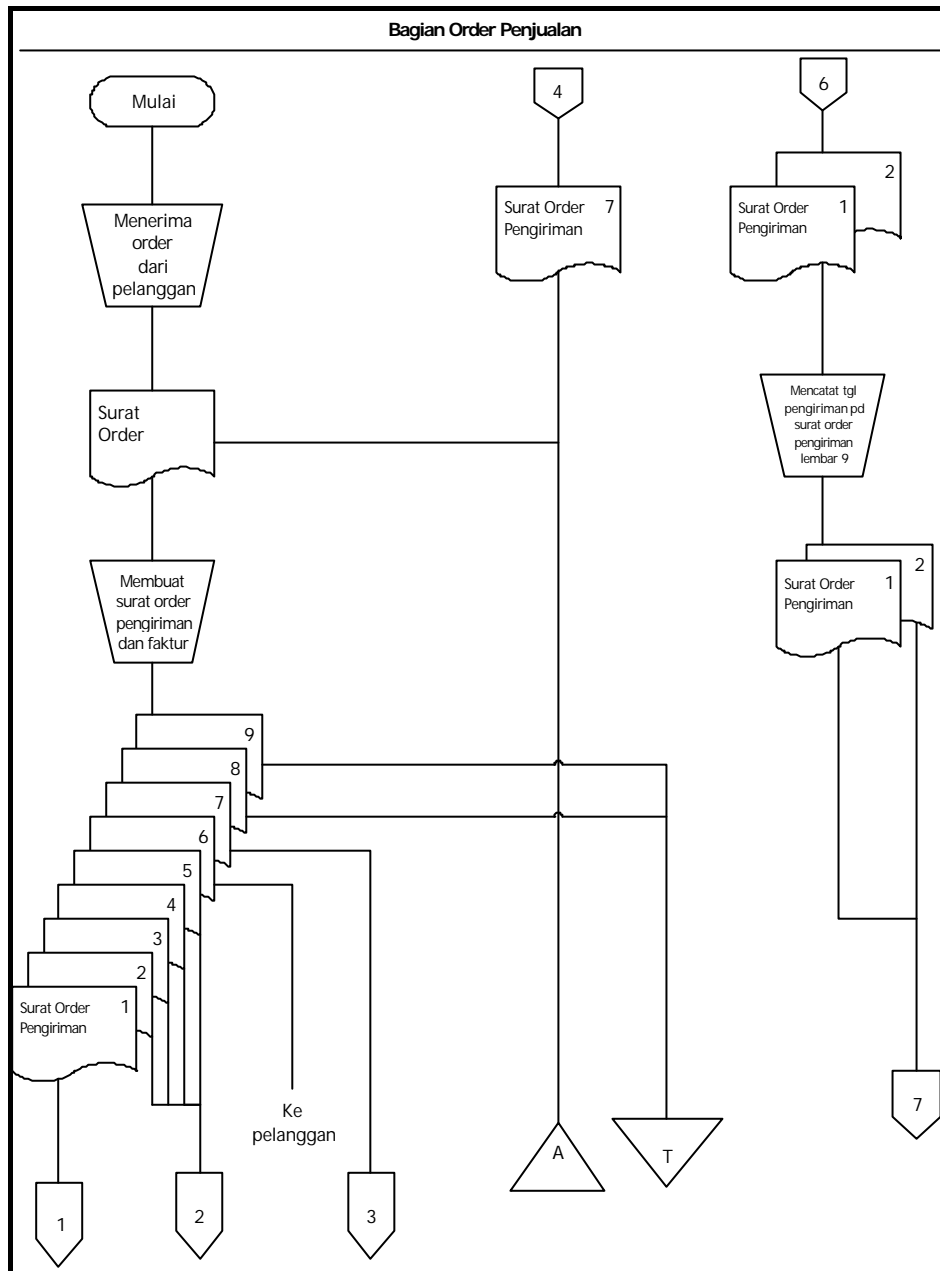 Bagian Order Penjualan
Mulai
Menerima
order
dari
pelanggan
Surat
Order
Membuat
surat order
pengiriman
dan faktur
9
8
7
6
5
4
3
2
Surat Order 1
Pengiriman
1
2
Ke
pelanggan
3
4
Surat Order 7
Pengiriman
A
T
6
2
Surat Order 1
Pengiriman
Mencatat tgl
pengiriman pd
surat order
pengiriman
lembar 9
2
Surat Order 1
Pengiriman
7